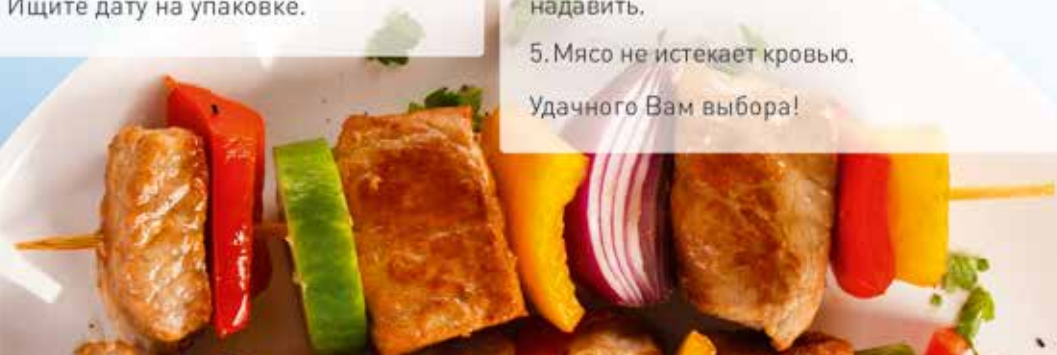 Ищите дату на упаковке.
надавить.
5. Мясо не истекает кровью.
Удачного Вам выбора!